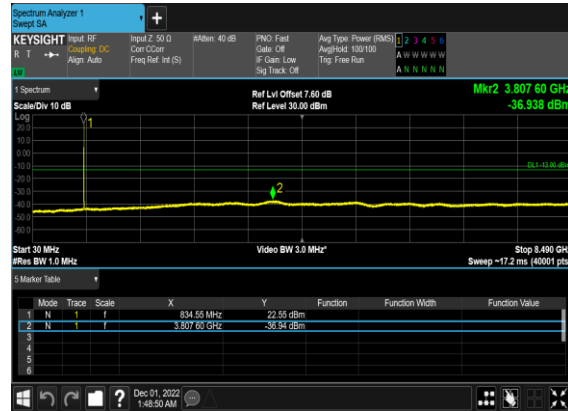 Spectrum Analyzer 1
Swept SA
+
KEYSIGHT Input: RF Input Z: 50 Ω #Atten: 40 dB PNO: Fast Avg Type: Power (RMS) 1 2 3 4 5 6
R T Coupling: DC Corr CCorr Gate: Off Avg|Hold: 100/100 A W W W W W
Align: Auto Freq Ref: Int (S) IF Gain: Low Trig: Free Run
Sig Track: Off A N N N N N
1 Spectrum Ref Lvl Offset 7.60 dB Mkr2 3.807 60 GHz
Scale/Div 10 dB Ref Level 30.00 dBm -36.938 dBm
Log
20.0
10.0
0.00
-10.0
-20.0
-30.0
-40.0
-50.0
-60.0
1
2
DL1 -13.00 dBm
Start 30 MHz Video BW 3.0 MHz* Stop 8.490 GHz
#Res BW 1.0 MHz Sweep ~17.2 ms (40001 pts)
5 Marker Table
Mode Trace Scale X Y Function Function Width Function Value
1 N 1 f 834.55 MHz 22.55 dBm
2 N 1 f 3.807 60 GHz -36.94 dBm
3
4
5
6
? Dec 01, 2022
1:48:50 AM